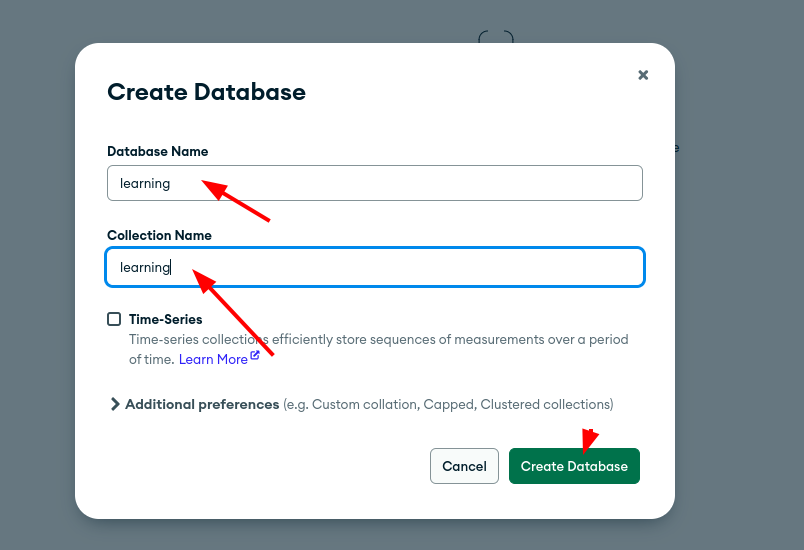 Create Database
Database Name
learning
Collection Name
learning
Time-Series
Time-series collections efficiently store sequences of measurements over a period
of time. Learn More
Additional preferences (e.g. Custom collation, Capped, Clustered collections)
Cancel
Create Database